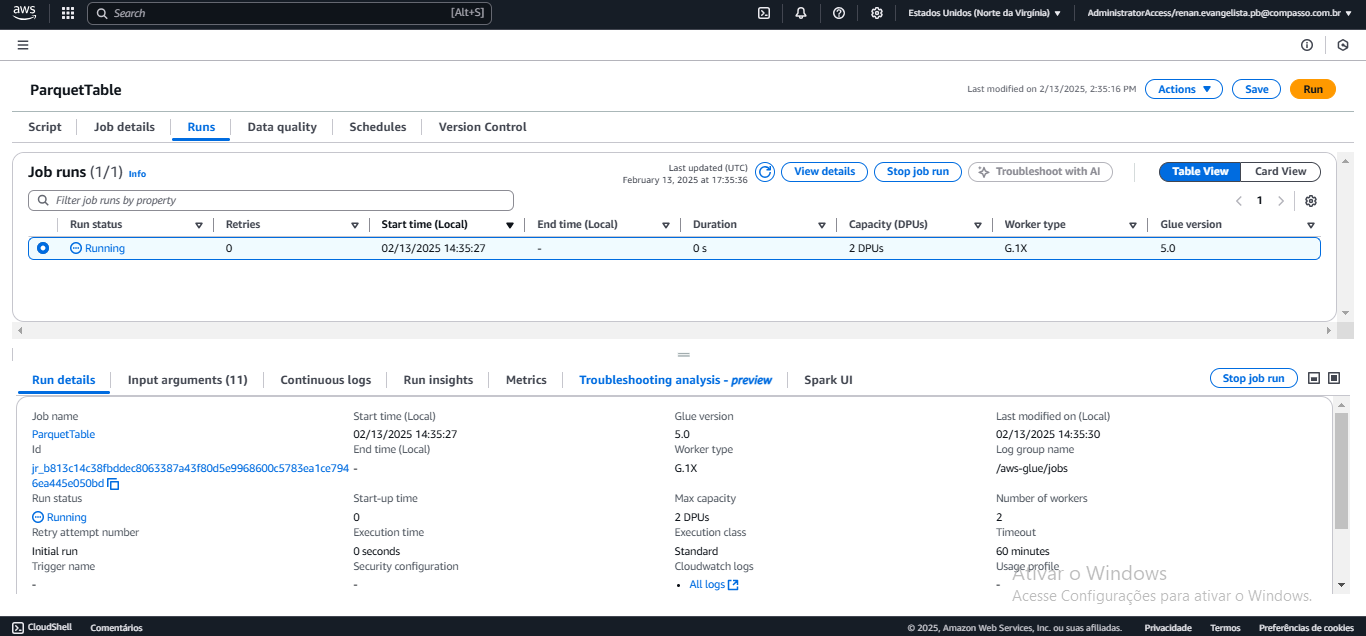 aws Search [Alt+S] Estados Unidos (Norte da Virgínia) AdministratorAccess/renan.evangelista.pb@compasso.com.br
ParquetTable Last modified on 2/13/2025, 2:35:16 PM Actions Save Run
Script Job details Runs Data quality Schedules Version Control
Job runs (1/1) Info
Last updated (UTC)
February 13, 2025 at 17:35:36
View details Stop job run Troubleshoot with AI Table View Card View
Filter job runs by property 1
Run status Retries Start time (Local) End time (Local) Duration Capacity (DPUs) Worker type Glue version
Running 0 02/13/2025 14:35:27 - 0 s 2 DPUs G.1X 5.0
Run details Input arguments (11) Continuous logs Run insights Metrics Troubleshooting analysis - preview Spark UI Stop job run
Job name Start time (Local) Glue version Last modified on (Local)
ParquetTable 02/13/2025 14:35:27 5.0 02/13/2025 14:35:30
Id End time (Local) Worker type Log group name
jr_b813c14c38fbddec8063387a43f80d5e9968600c5783ea1ce794 - G.1X /aws-glue/jobs
6ea445e050bd
Run status Start-up time Max capacity Number of workers
Running 0 2 DPUs 2
Retry attempt number Execution time Execution class Timeout
Initial run 0 seconds Standard 60 minutes
Trigger name Security configuration Cloudwatch logs Usage profile
- - • All logs -
Ativar o Windows
Acesse Configurações para ativar o Windows.
CloudShell Comentários © 2025, Amazon Web Services, Inc. ou suas afiliadas. Privacidade Termos Preferências de cookies